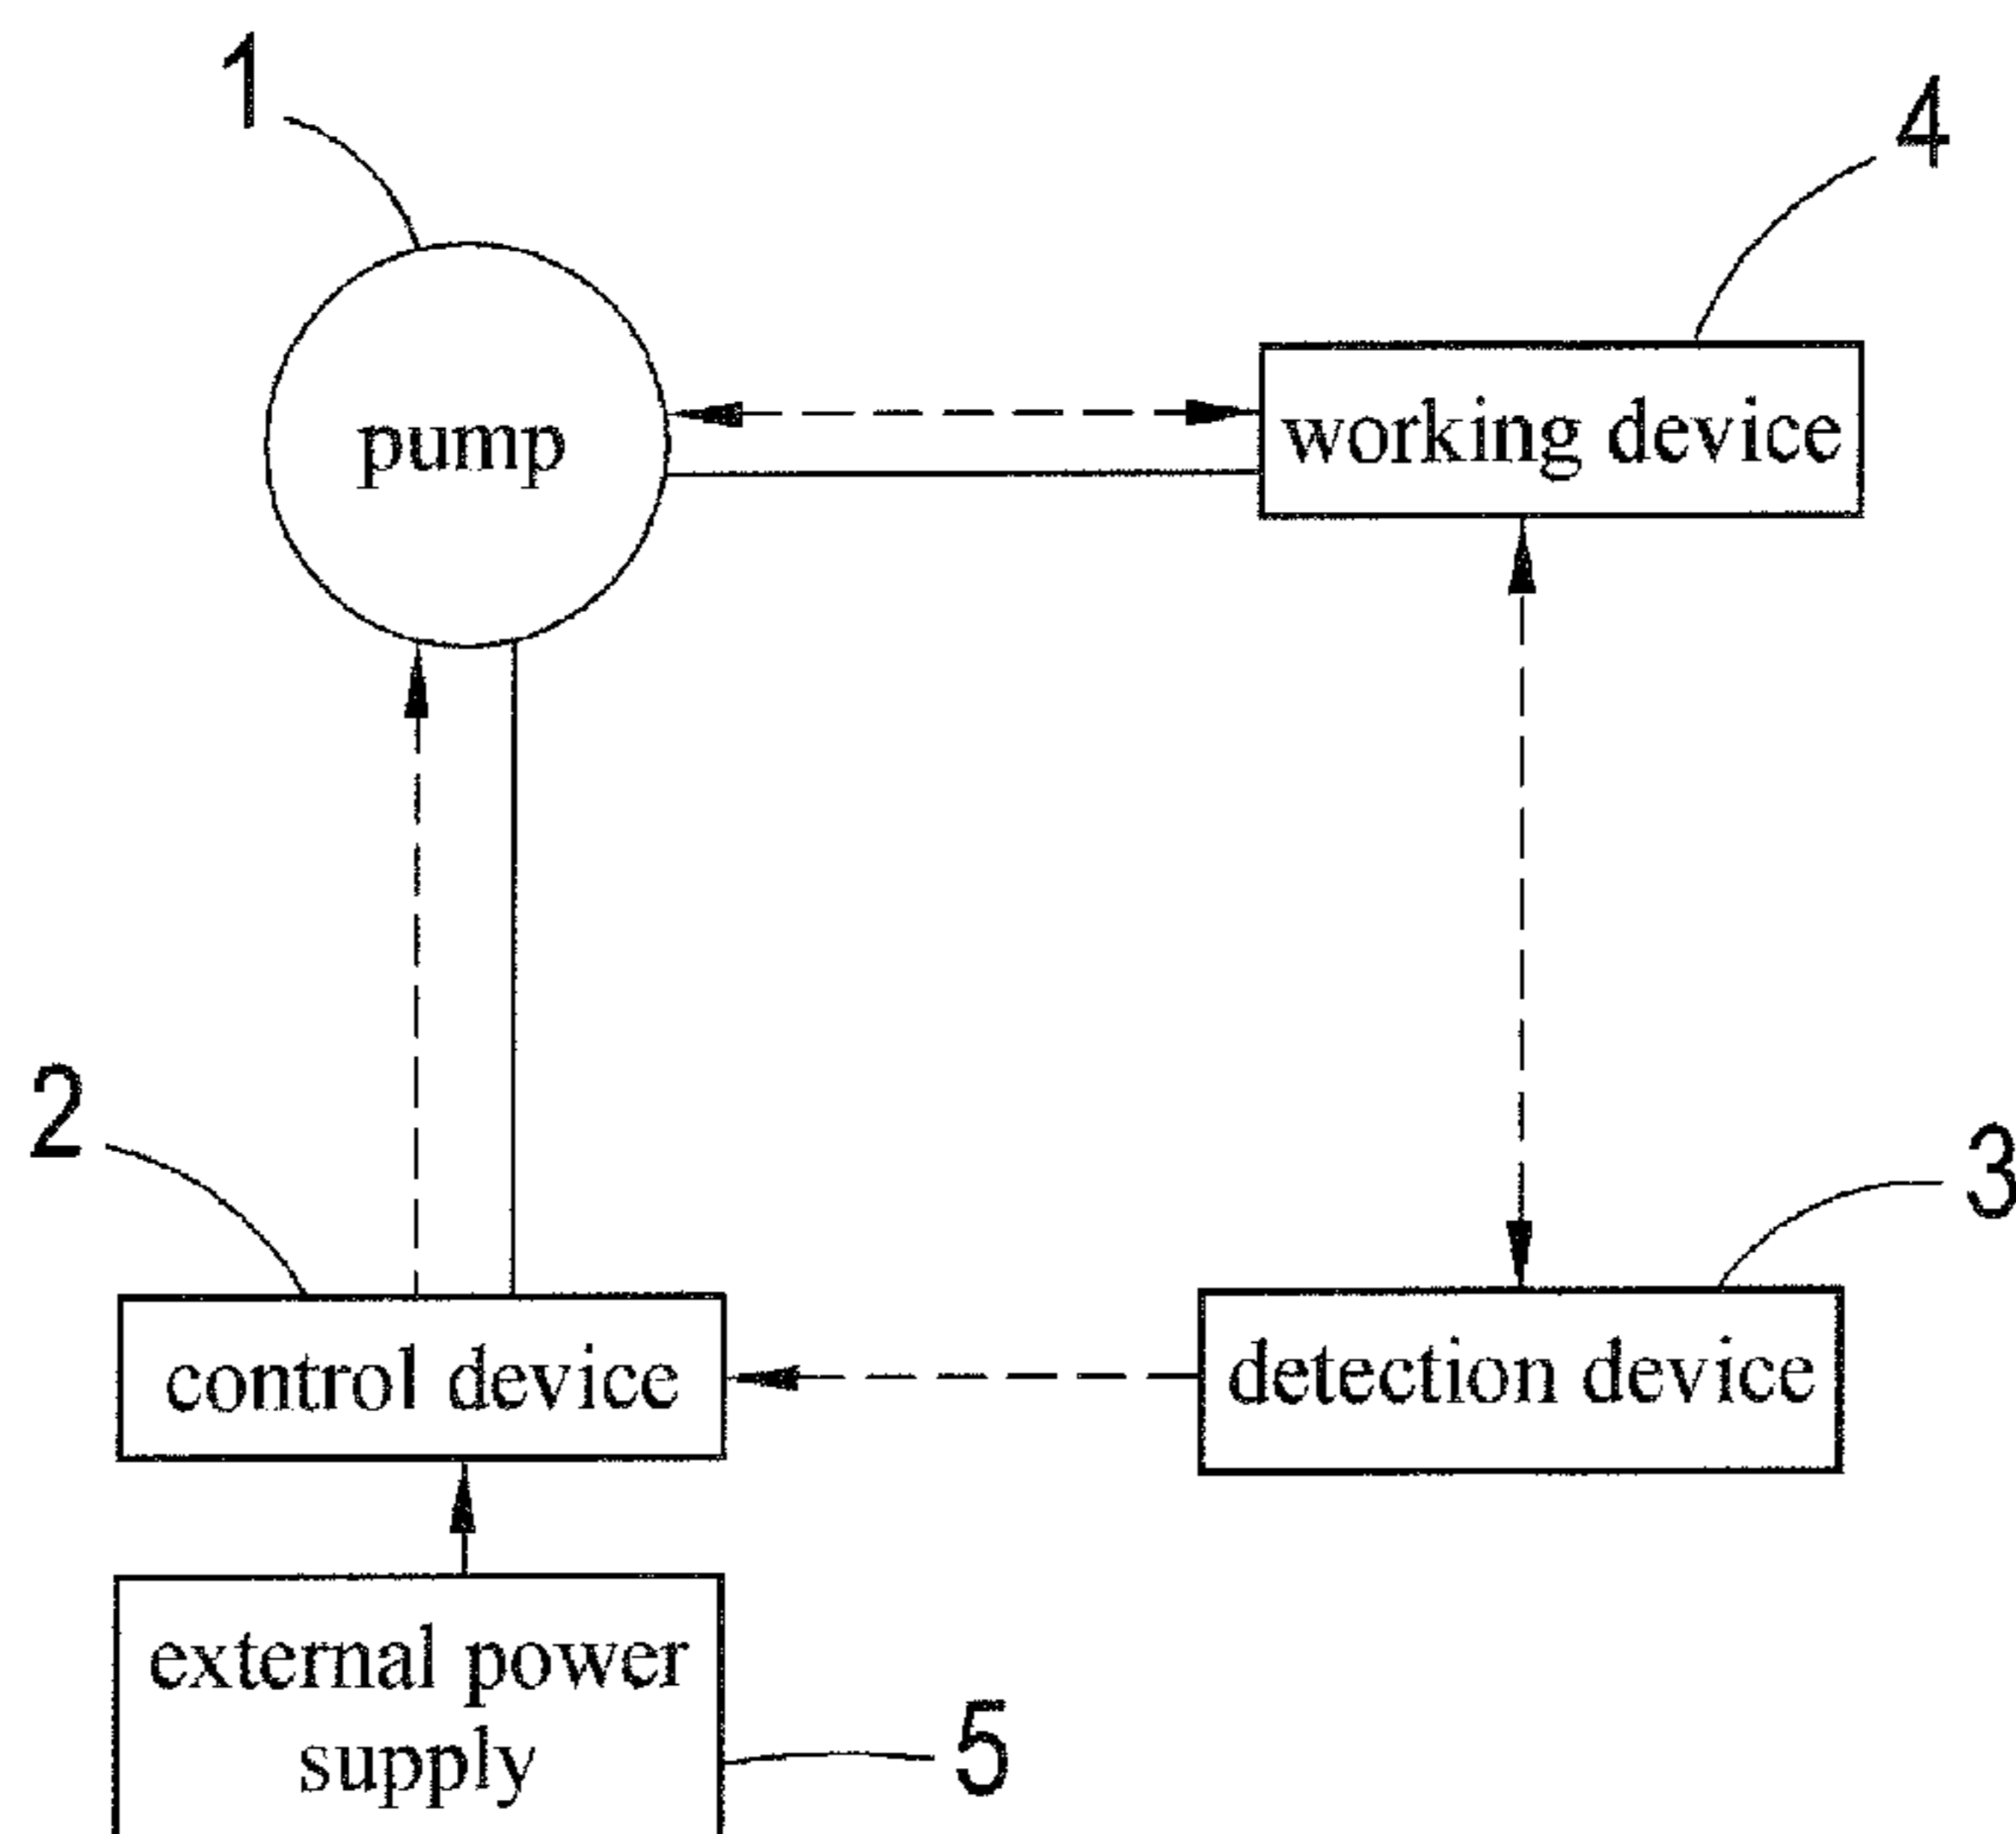 1
4
pump
working device
2
3
control device
detection device
external power
supply
5